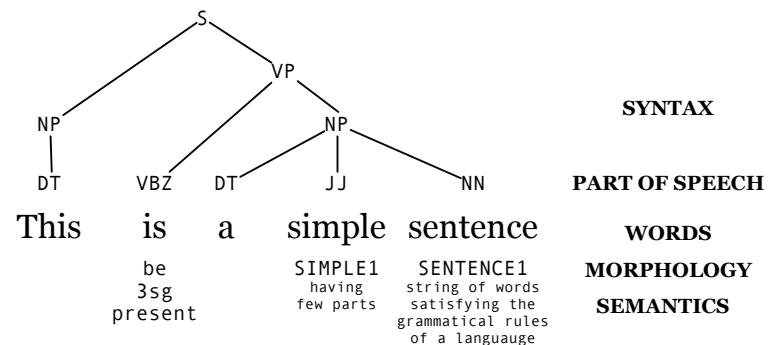 S
VP
NP NP SYNTAX
DT VBZ DT JJ NN PART OF SPEECH
This is a simple sentence WORDS
be SIMPLE1 SENTENCE1 MORPHOLOGY
3sg having string of words
present few parts satisfying the SEMANTICS
grammatical rules
of a languauge